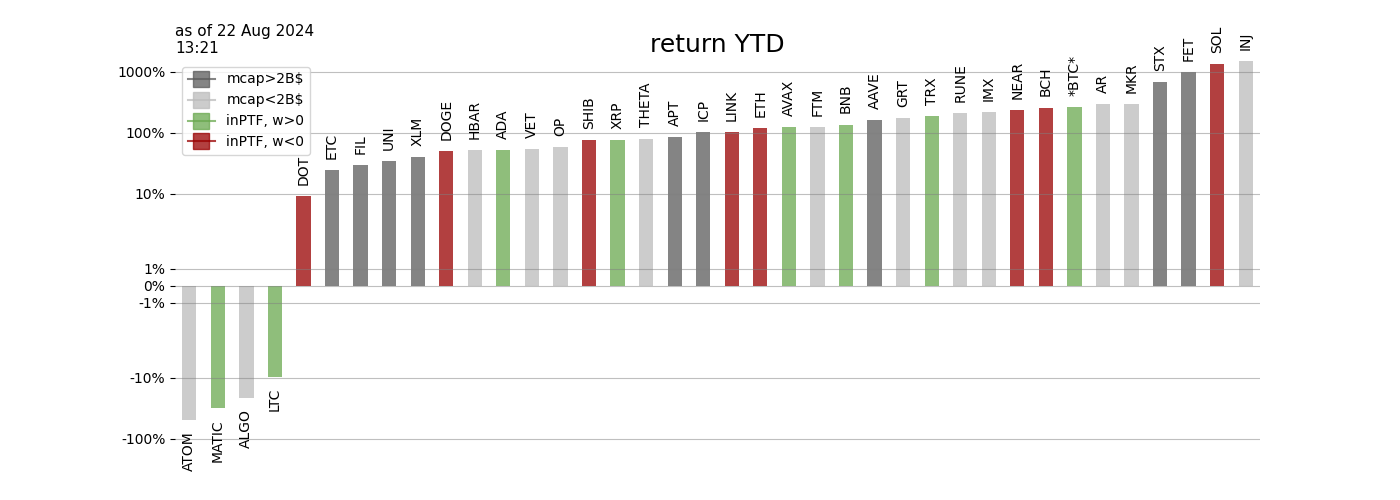 as of 22 Aug 2024
13:21
return YTD
mcap>2B$
mcap<2B$
inPTF, w>0
inPTF, w<0
1000%
100%
10%
1%
0%
-1%
-10%
-100%
ATOM
MATIC
ALGO
LTC
DOT
ETC
FIL
UNI
XLM
DOGE
HBAR
ADA
VET
OP
SHIB
XRP
THETA
APT
ICP
LINK
ETH
AVAX
FTM
BNB
AAVE
GRT
TRX
RUNE
IMX
NEAR
BCH
*BTC*
AR
MKR
STX
FET
SOL
INJ